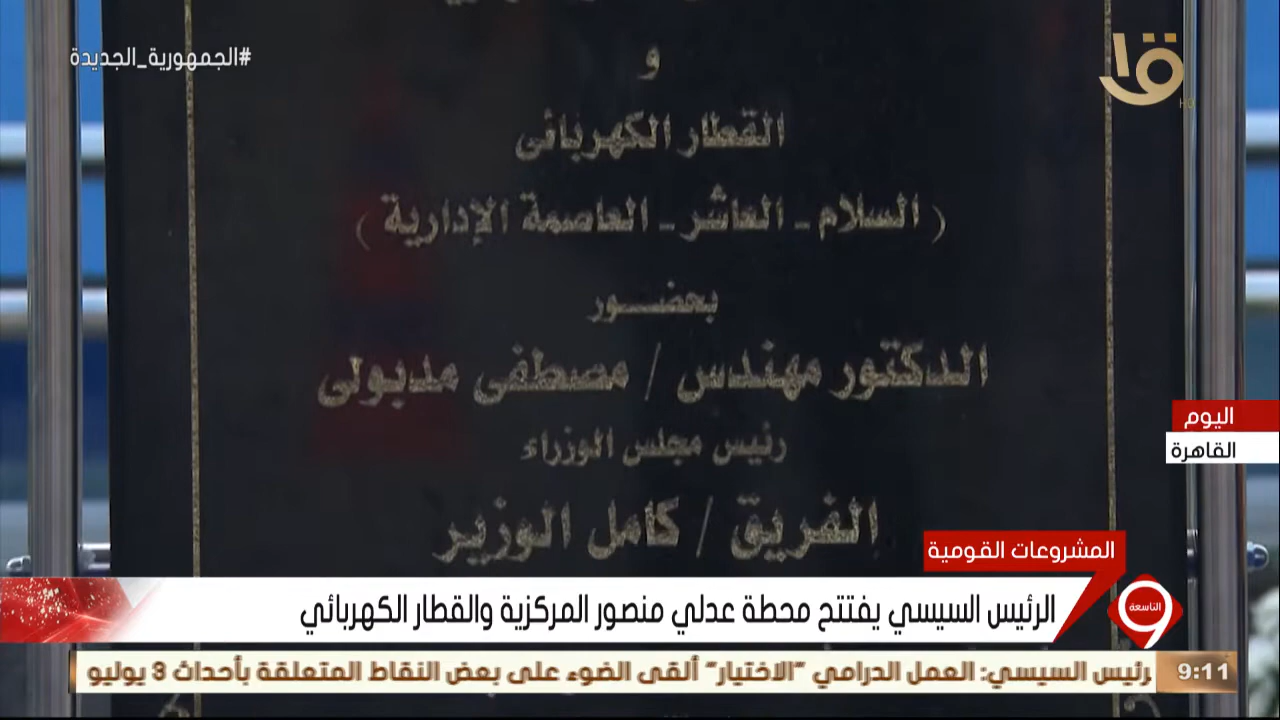 #الجمهورية_الجديدة
HD
و
القطار الكهربائى
( السلام - العاشر - العاصمة الإدارية )
بحضور
الدكتور مهندس / مصطفى مدبولى
رئيس مجلس الوزراء
الفريق / كامل الوزير
اليوم
القاهرة
المشروعات القومية
التاسعة
9
الرئيس السيسي يفتتح محطة عدلي منصور المركزية والقطار الكهربائي
9:11
رئيس السيسي: العمل الدرامي "الاختيار" ألقى الضوء على بعض النقاط المتعلقة بأحداث 3 يوليو